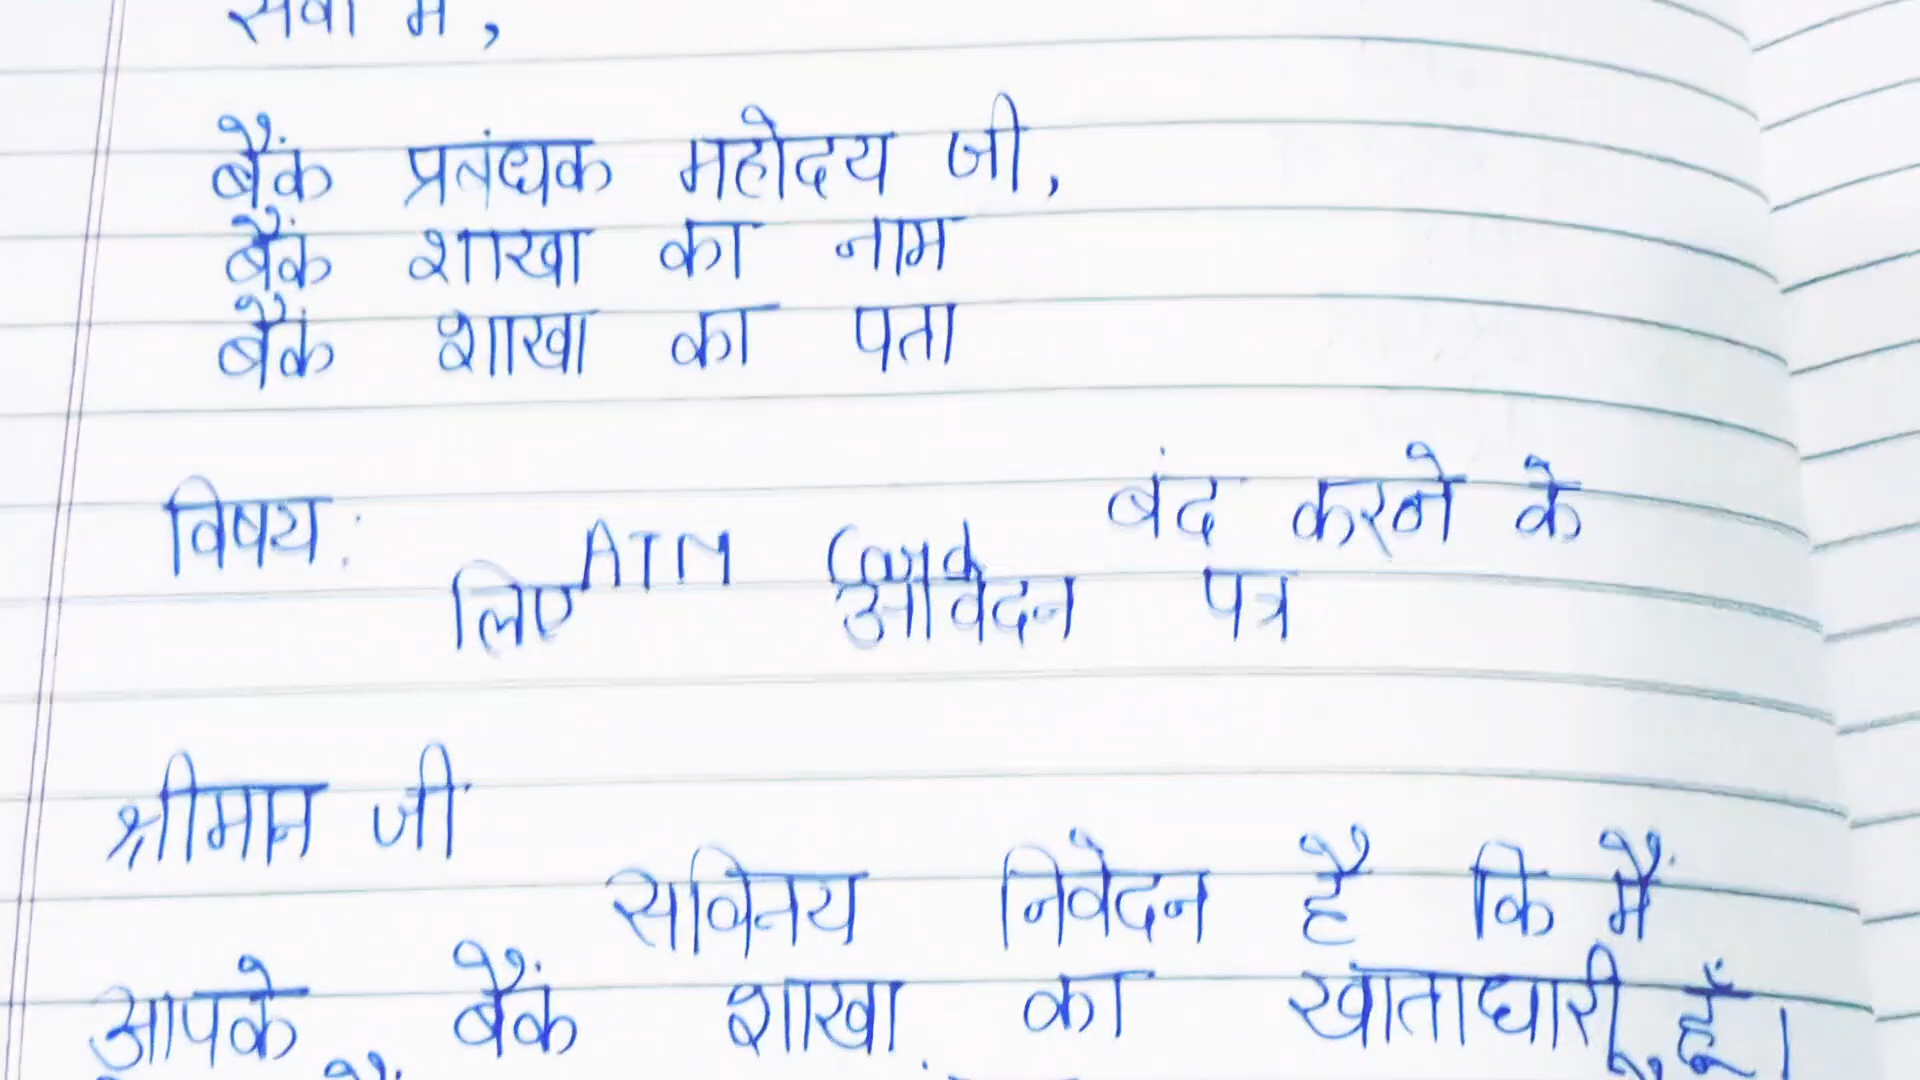 सेवा में,
बैंक प्रबंधक महोदय जी,
बैंक शाखा का नाम
बैंक शाखा का पता
विषय: ATM Card बंद करने के
लिए आवेदन पत्र
श्रीमान जी
सविनय निवेदन है कि मैं
आपके बैंक शाखा का खाताधारी हूँ।